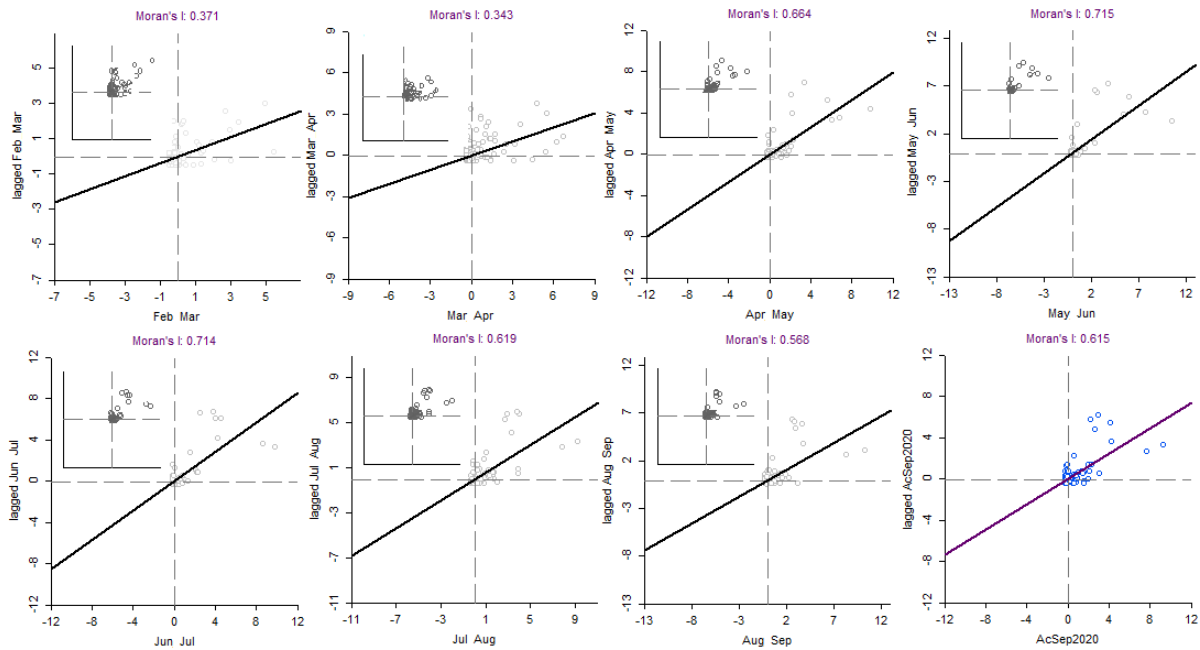 Moran's I: 0.371
lagged Feb Mar
5
3
1
-1
-3
-5
-7
-7 -5 -3 -1 1 3 5
Feb Mar
Moran's I: 0.343
lagged Mar Apr
9
6
3
0
-3
-6
-9
-9 -6 -3 0 3 6 9
Mar Apr
Moran's I: 0.664
lagged Apr May
12
8
4
0
-4
-8
-12
-12 -8 -4 0 4 8 12
Apr May
Moran's I: 0.715
lagged May Jun
12
7
2
-3
-8
-13
-13 -8 -3 2 7 12
May Jun
Moran's I: 0.714
lagged Jun Jul
12
8
4
0
-4
-8
-12
-12 -8 -4 0 4 8 12
Jun Jul
Moran's I: 0.619
lagged Jul Aug
9
5
1
-3
-7
-11
-11 -7 -3 1 5 9
Jul Aug
Moran's I: 0.568
lagged Aug Sep
12
7
2
-3
-8
-13
-12 -8 -4 0 4 8 12
Aug Sep
Moran's I: 0.615
lagged AcSep2020
12
8
4
0
-4
-8
-12
-12 -8 -4 0 4 8 12
AcSep2020